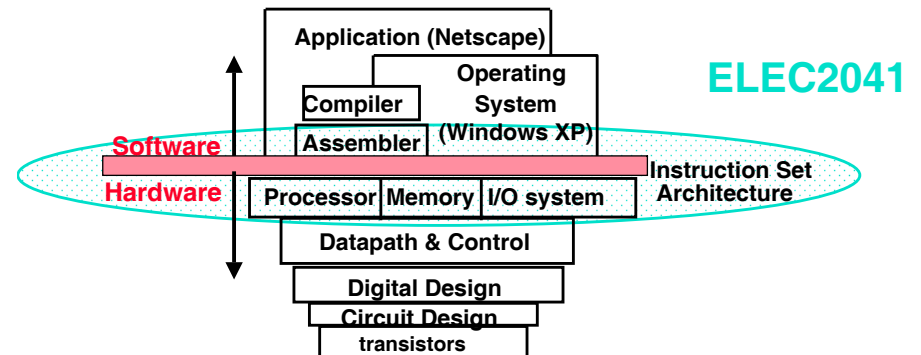 Application (Netscape)
Operating
System
(Windows XP)
ELEC2041
Compiler
Assembler
Software
Hardware
Instruction Set
Architecture
Processor Memory I/O system
Datapath & Control
Digital Design
Circuit Design
transistors